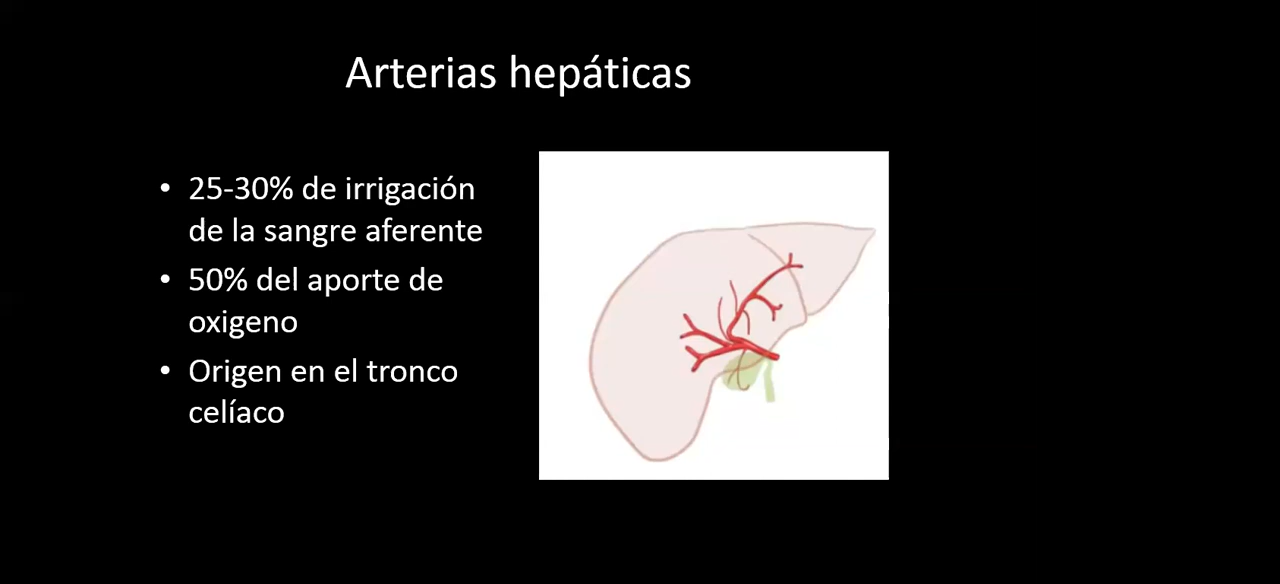 Arterias hepáticas
• 25-30% de irrigación
de la sangre aferente
• 50% del aporte de
oxigeno
• Origen en el tronco
celíaco